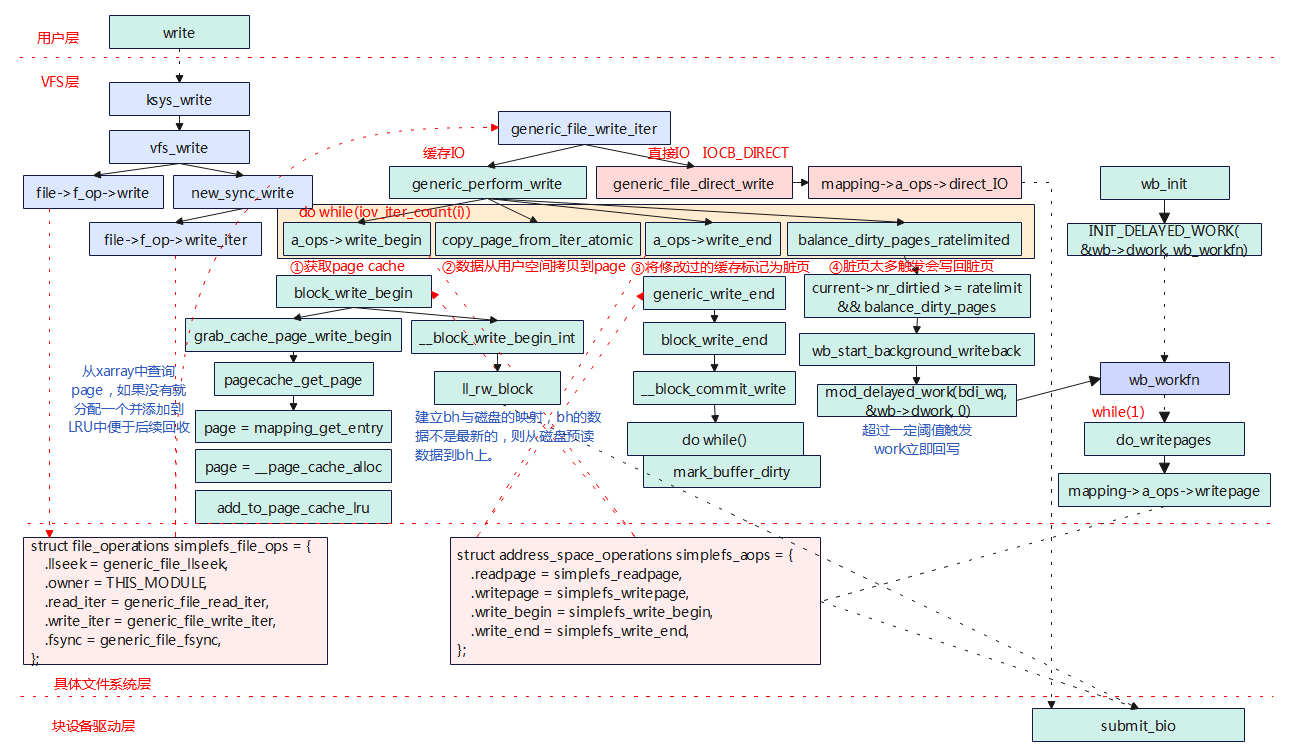 用户层
write
VFS层
ksys_write
vfs_write
file->f_op->write
new_sync_write
file->f_op->write_iter
generic_file_write_iter
缓存IO
直接IO IOCB_DIRECT
generic_perform_write
generic_file_direct_write
mapping->a_ops->direct_IO
do while(iov_iter_count(i))
a_ops->write_begin
copy_page_from_iter_atomic
a_ops->write_end
balance_dirty_pages_ratelimited
①获取page cache
②数据从用户空间拷贝到page
③将修改过的缓存标记为脏页
④脏页太多触发会写回脏页
block_write_begin
grab_cache_page_write_begin
__block_write_begin_int
pagecache_get_page
ll_rw_block
从xarray中查询
page，如果没有就
分配一个并添加到
LRU中便于后续回收
page = mapping_get_entry
page = __page_cache_alloc
add_to_page_cache_lru
建立bh与磁盘的映射，bh的数
据不是最新的，则从磁盘预读
数据到bh上。
generic_write_end
block_write_end
__block_commit_write
do while()
mark_buffer_dirty
current->nr_dirtied >= ratelimit
&& balance_dirty_pages
wb_start_background_writeback
mod_delayed_work(bdi_wq,
&wb->dwork, 0)
超过一定阈值触发
work立即回写
wb_init
INIT_DELAYED_WORK(
&wb->dwork, wb_workfn)
wb_workfn
while(1)
do_writepages
mapping->a_ops->writepage
struct file_operations simplefs_file_ops = {
.llseek = generic_file_llseek,
.owner = THIS_MODULE,
.read_iter = generic_file_read_iter,
.write_iter = generic_file_write_iter,
.fsync = generic_file_fsync,
};
struct address_space_operations simplefs_aops = {
.readpage = simplefs_readpage,
.writepage = simplefs_writepage,
.write_begin = simplefs_write_begin,
.write_end = simplefs_write_end,
};
具体文件系统层
块设备驱动层
submit_bio